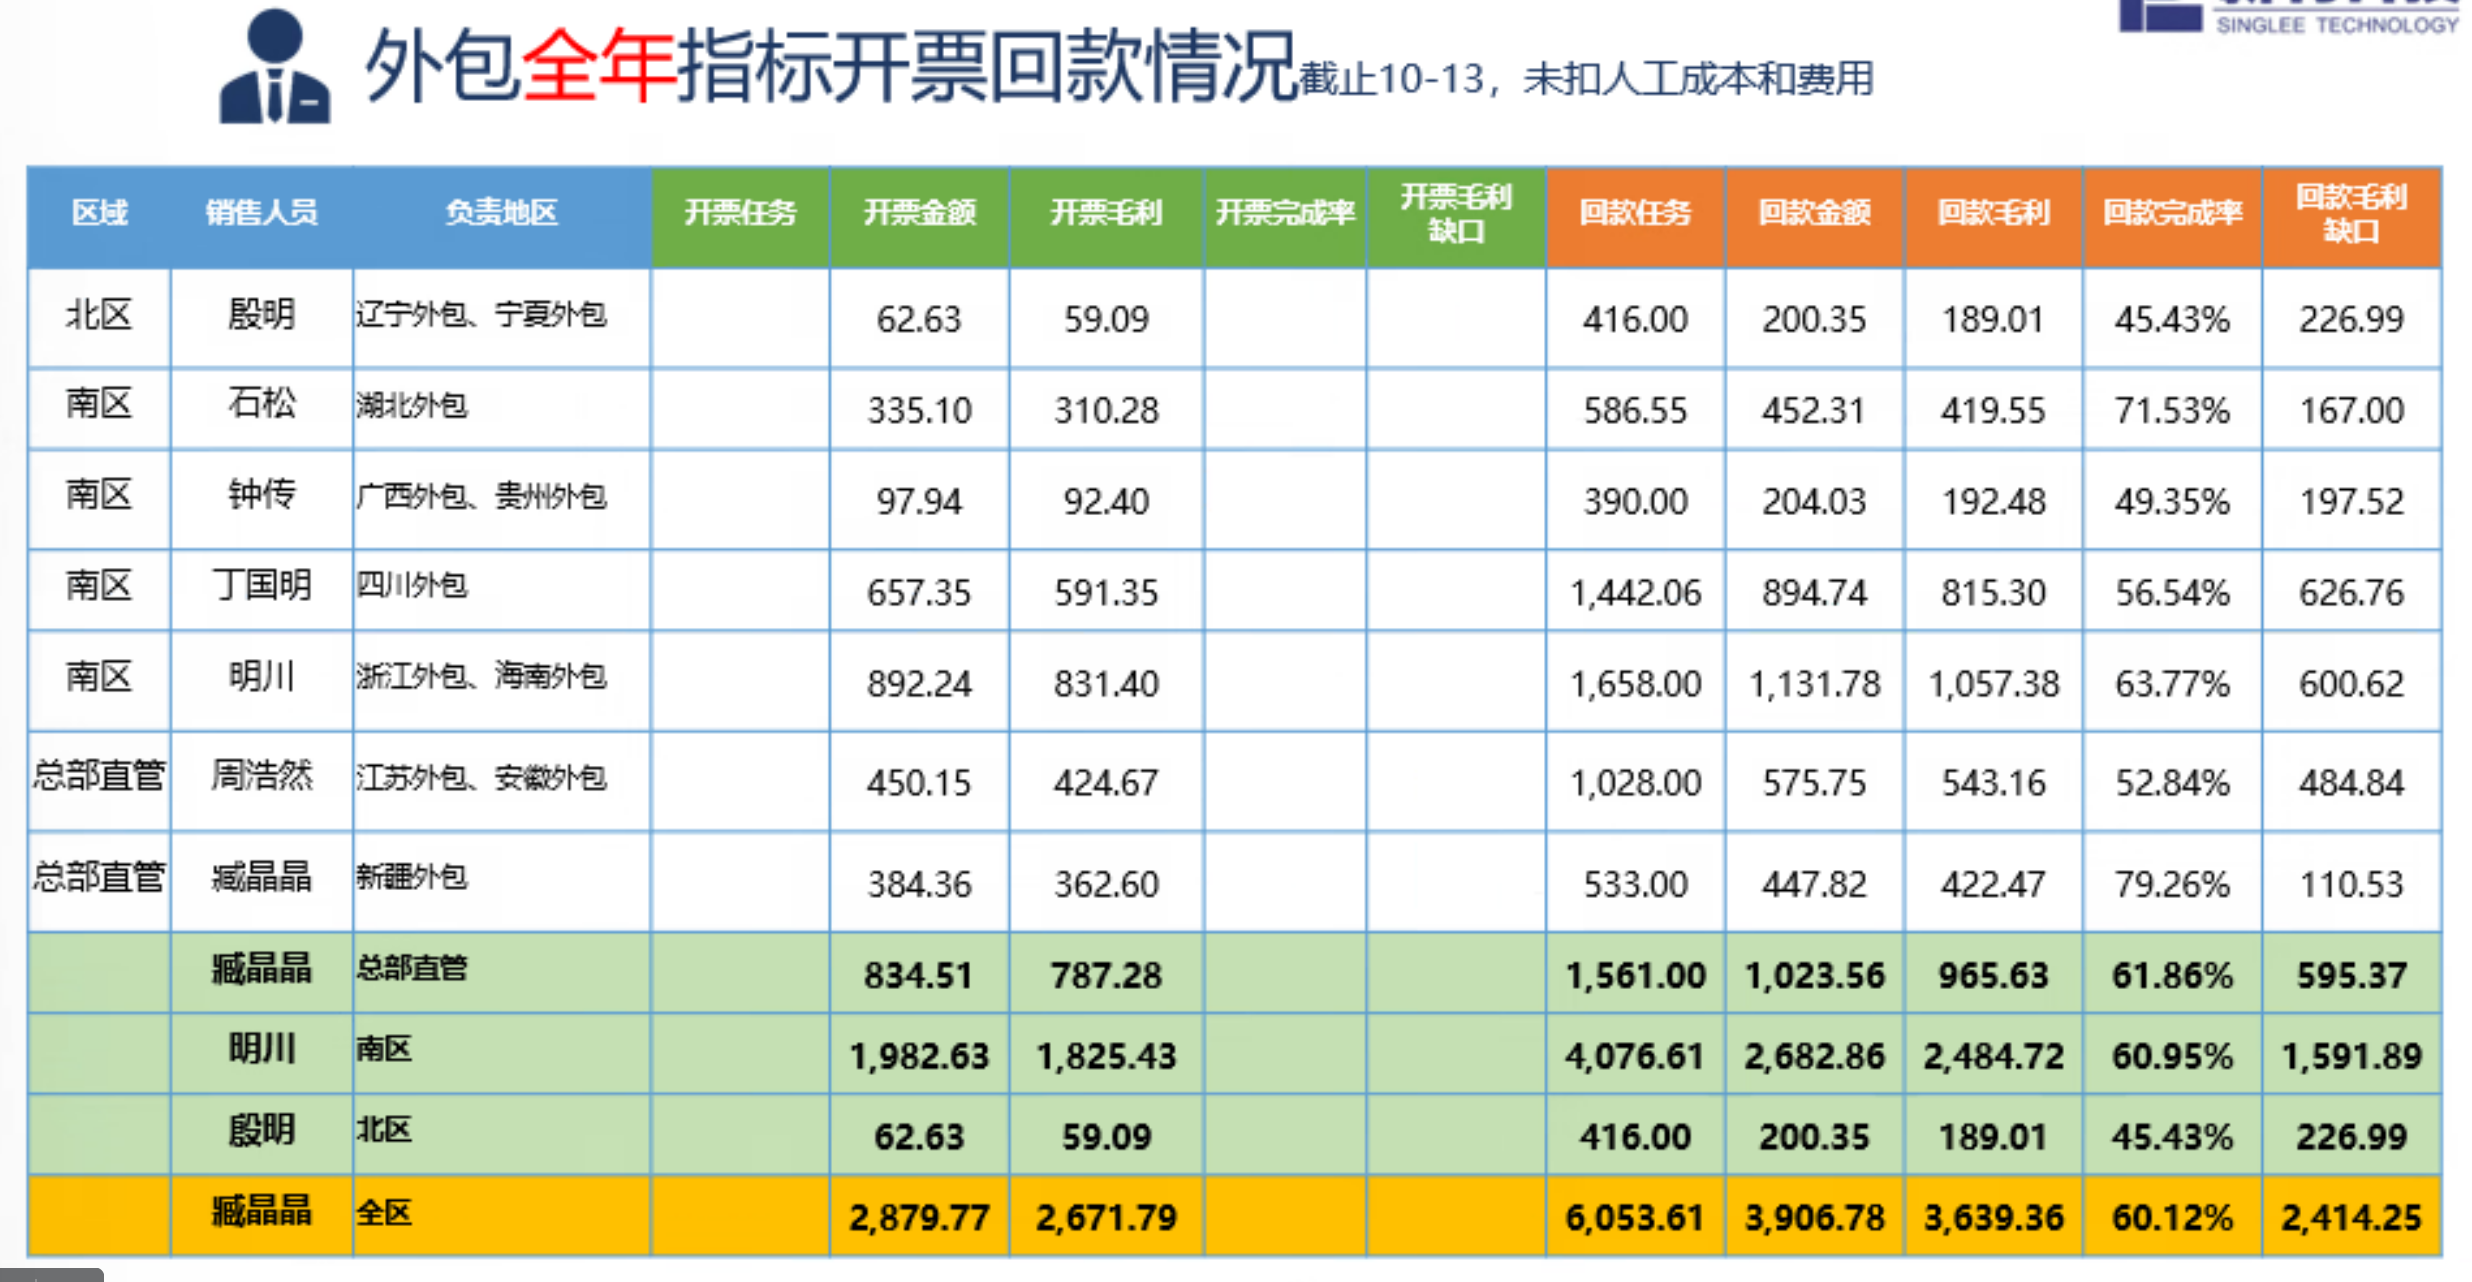 SINGLEE TECHNOLOGY
外包全年指标开票回款情况截止10-13，未扣人工成本和费用
区域 销售人员 负责地区 开票任务 开票金额 开票毛利 开票完成率 开票毛利缺口 回款任务 回款金额 回款毛利 回款完成率 回款毛利缺口
北区 殷明 辽宁外包、宁夏外包 62.63 59.09 416.00 200.35 189.01 45.43% 226.99
南区 石松 湖北外包 335.10 310.28 586.55 452.31 419.55 71.53% 167.00
南区 钟传 广西外包、贵州外包 97.94 92.40 390.00 204.03 192.48 49.35% 197.52
南区 丁国明 四川外包 657.35 591.35 1,442.06 894.74 815.30 56.54% 626.76
南区 明川 浙江外包、海南外包 892.24 831.40 1,658.00 1,131.78 1,057.38 63.77% 600.62
总部直管 周浩然 江苏外包、安徽外包 450.15 424.67 1,028.00 575.75 543.16 52.84% 484.84
总部直管 臧晶晶 新疆外包 384.36 362.60 533.00 447.82 422.47 79.26% 110.53
臧晶晶 总部直管 834.51 787.28 1,561.00 1,023.56 965.63 61.86% 595.37
明川 南区 1,982.63 1,825.43 4,076.61 2,682.86 2,484.72 60.95% 1,591.89
殷明 北区 62.63 59.09 416.00 200.35 189.01 45.43% 226.99
臧晶晶 全区 2,879.77 2,671.79 6,053.61 3,906.78 3,639.36 60.12% 2,414.25